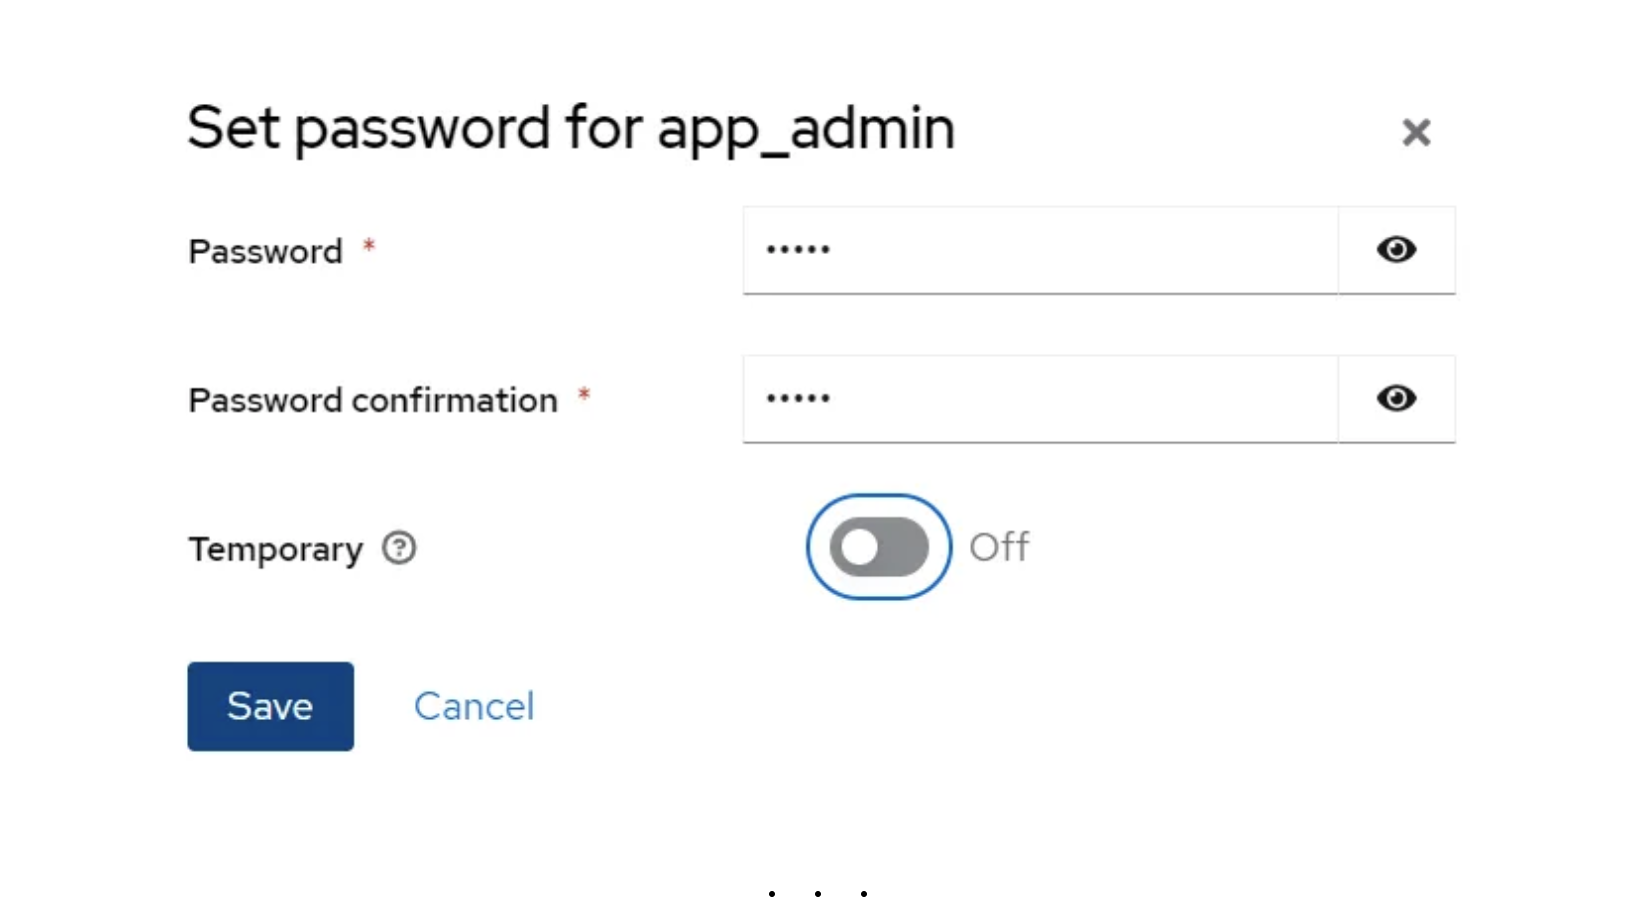 Set password for app_admin
Password *
•••••
Password confirmation *
•••••
Temporary ?
Off
Save
Cancel
. . .